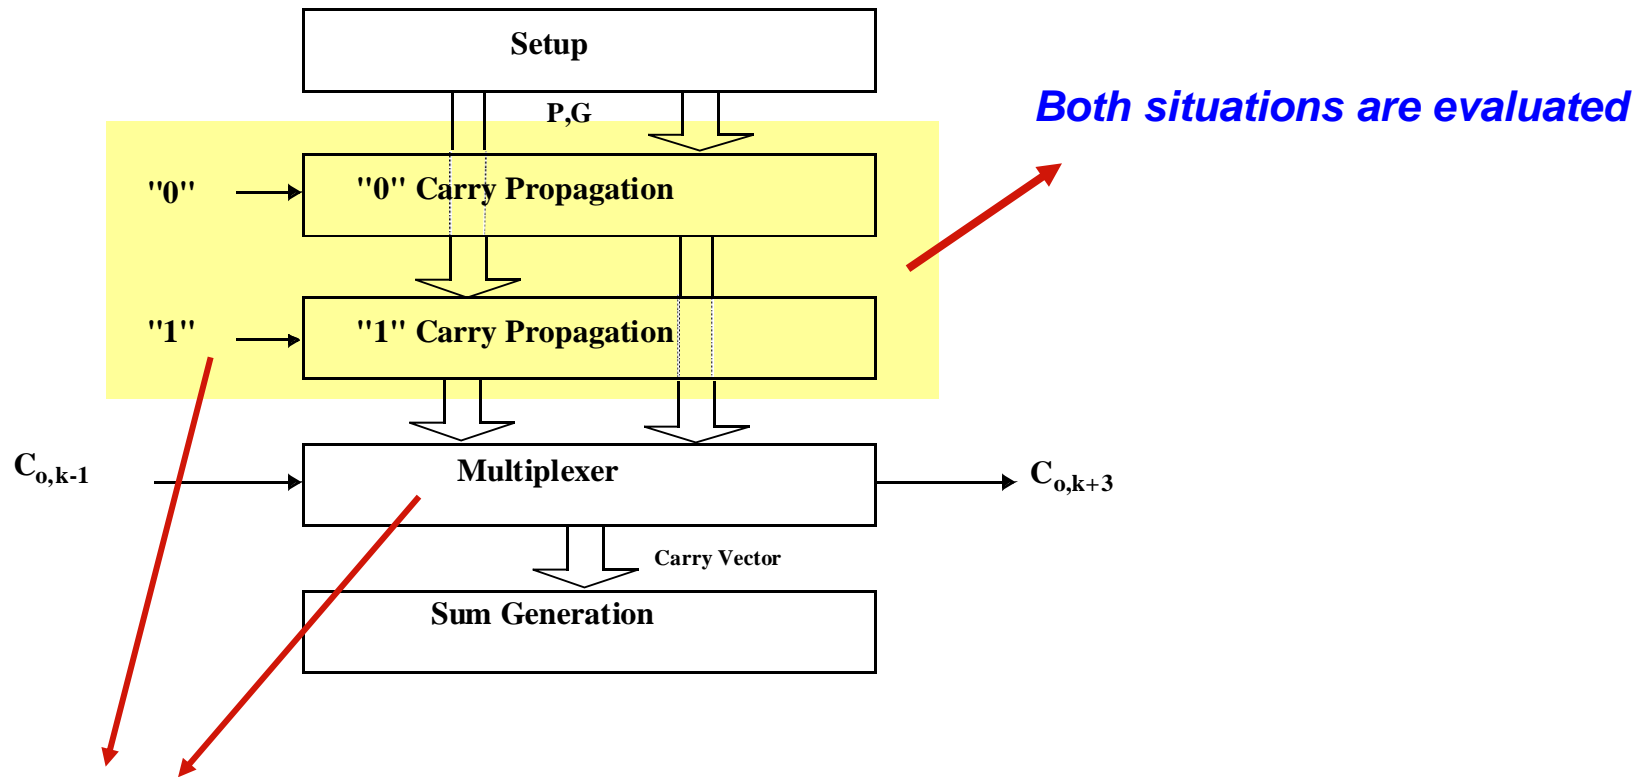 Setup
P,G
Both situations are evaluated
"0"
"0" Carry Propagation
"1"
"1" Carry Propagation
Co,k-1
Multiplexer
Co,k+3
Carry Vector
Sum Generation